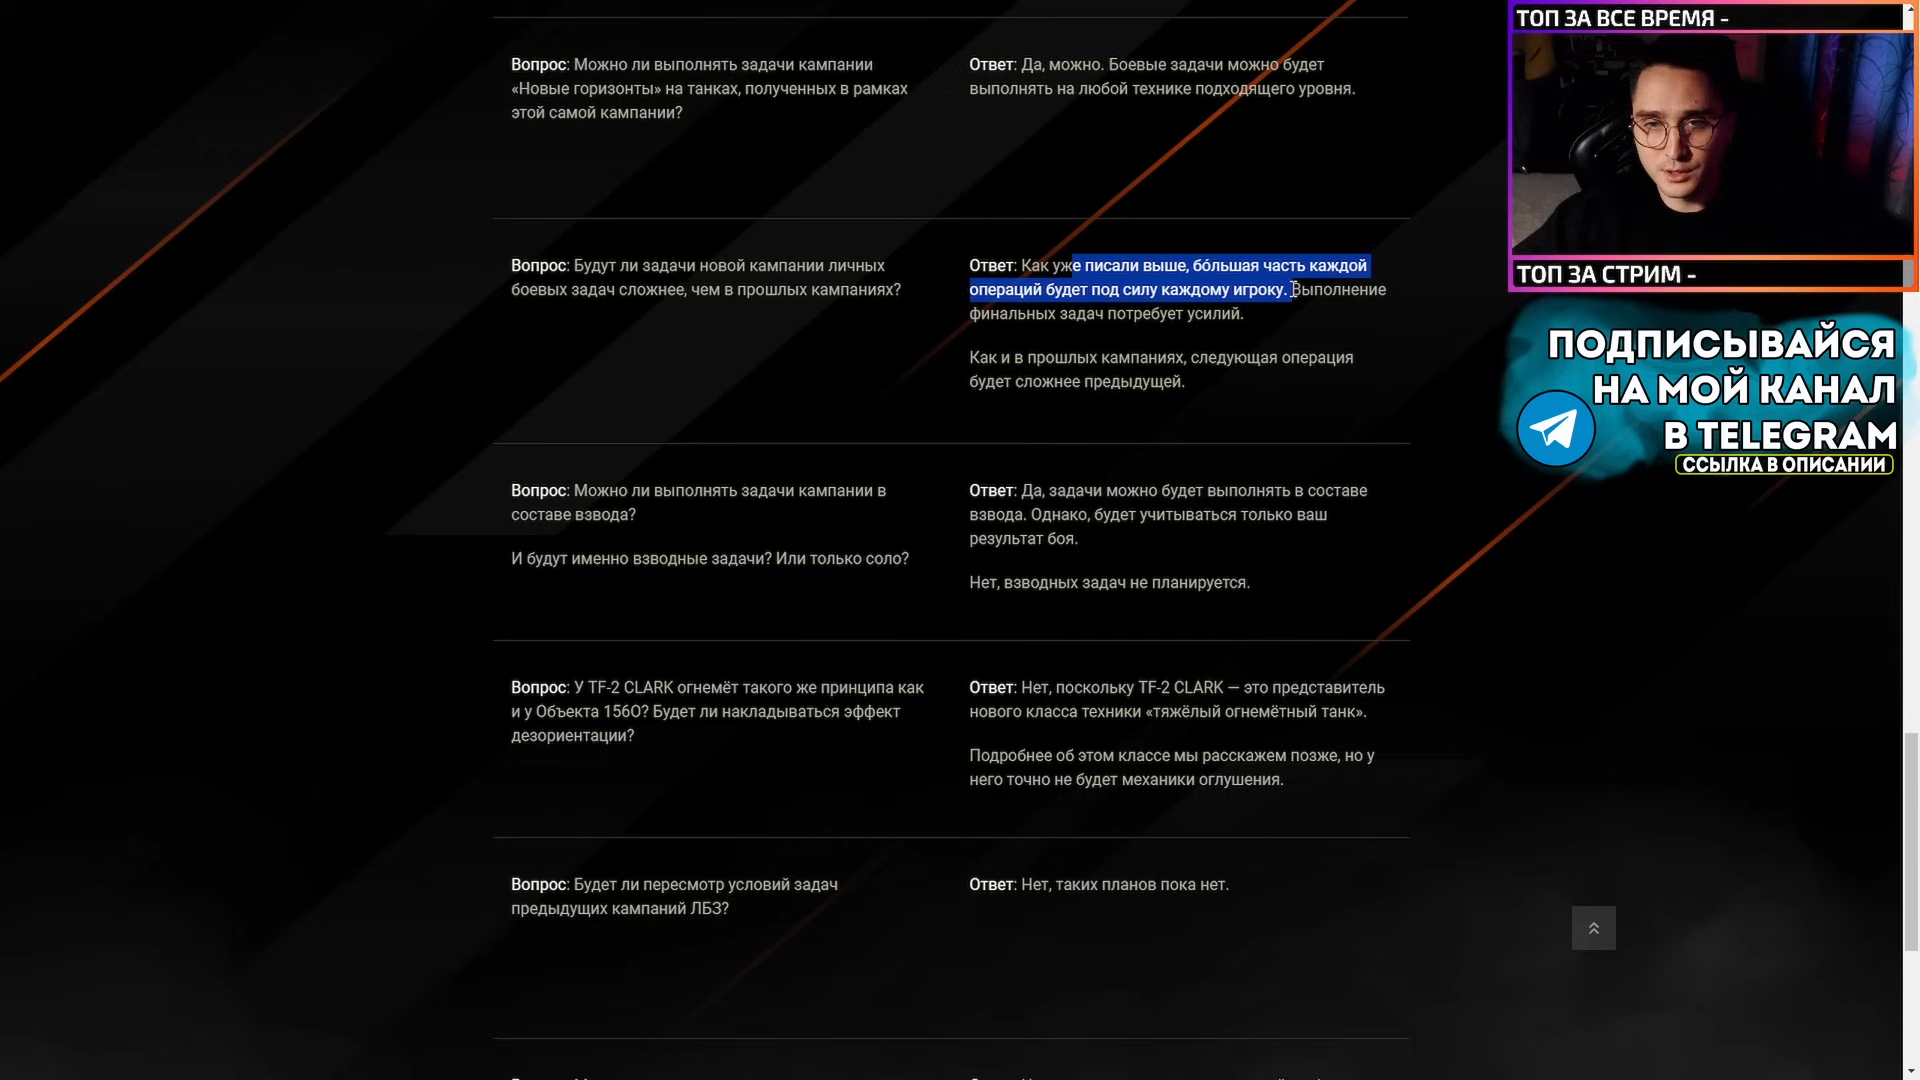 Вопрос: Можно ли выполнять задачи кампании
«Новые горизонты» на танках, полученных в рамках
этой самой кампании?
Ответ: Да, можно. Боевые задачи можно будет
выполнять на любой технике подходящего уровня.
Вопрос: Будут ли задачи новой кампании личных
боевых задач сложнее, чем в прошлых кампаниях?
Ответ: Как уже писали выше, бо́льшая часть каждой
операций будет под силу каждому игроку. Выполнение
финальных задач потребует усилий.
Как и в прошлых кампаниях, следующая операция
будет сложнее предыдущей.
Вопрос: Можно ли выполнять задачи кампании в
составе взвода?
И будут именно взводные задачи? Или только соло?
Ответ: Да, задачи можно будет выполнять в составе
взвода. Однако, будет учитываться только ваш
результат боя.
Нет, взводных задач не планируется.
Вопрос: У TF-2 CLARK огнемёт такого же принципа как
и у Объекта 156О? Будет ли накладываться эффект
дезориентации?
Ответ: Нет, поскольку TF-2 CLARK — это представитель
нового класса техники «тяжёлый огнемётный танк».
Подробнее об этом классе мы расскажем позже, но у
него точно не будет механики оглушения.
Вопрос: Будет ли пересмотр условий задач
предыдущих кампаний ЛБЗ?
Ответ: Нет, таких планов пока нет.
ТОП ЗА ВСЕ ВРЕМЯ -
ТОП ЗА СТРИМ -
ПОДПИСЫВАЙСЯ
НА МОЙ КАНАЛ
В TELEGRAM
ССЫЛКА В ОПИСАНИИ